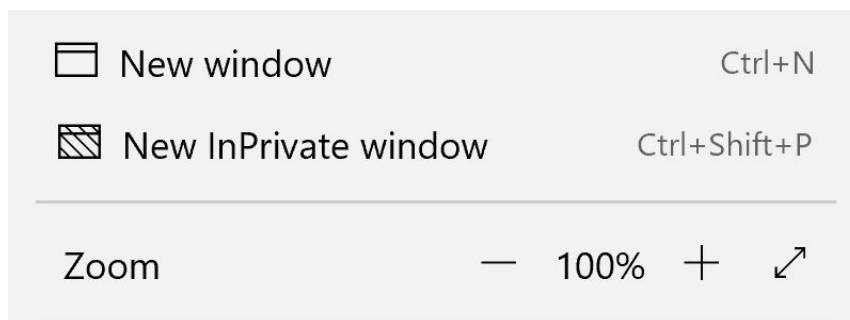 New window Ctrl+N
New InPrivate window Ctrl+Shift+P
Zoom — 100% +